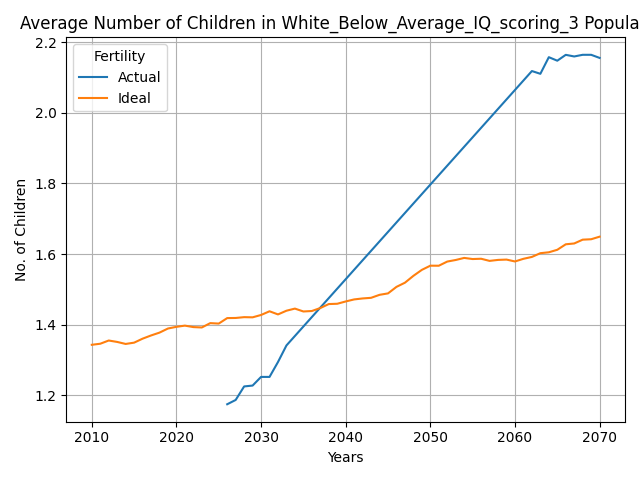 Average Number of Children in White_Below_Average_IQ_scoring_3 Popula
Fertility
Actual
Ideal
No. of Children
2.2
2.0
1.8
1.6
1.4
1.2
2010 2020 2030 2040 2050 2060 2070
Years